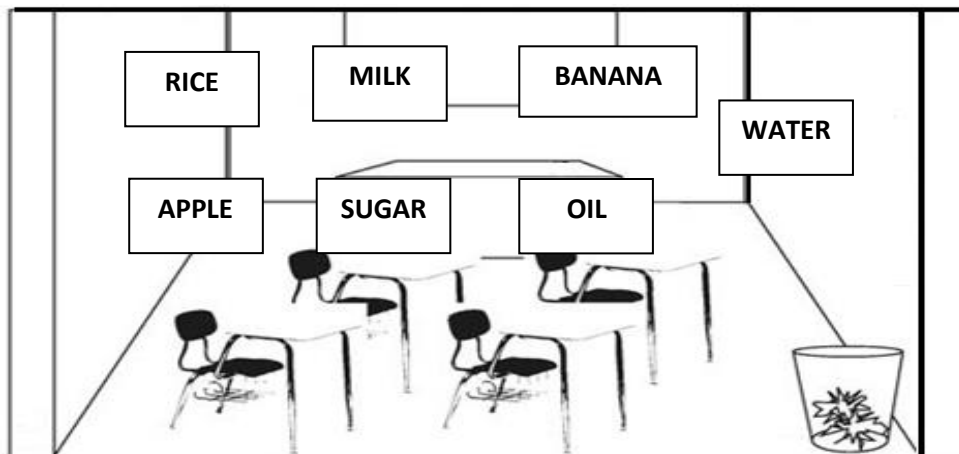 RICE
MILK
BANANA
WATER
APPLE
SUGAR
OIL